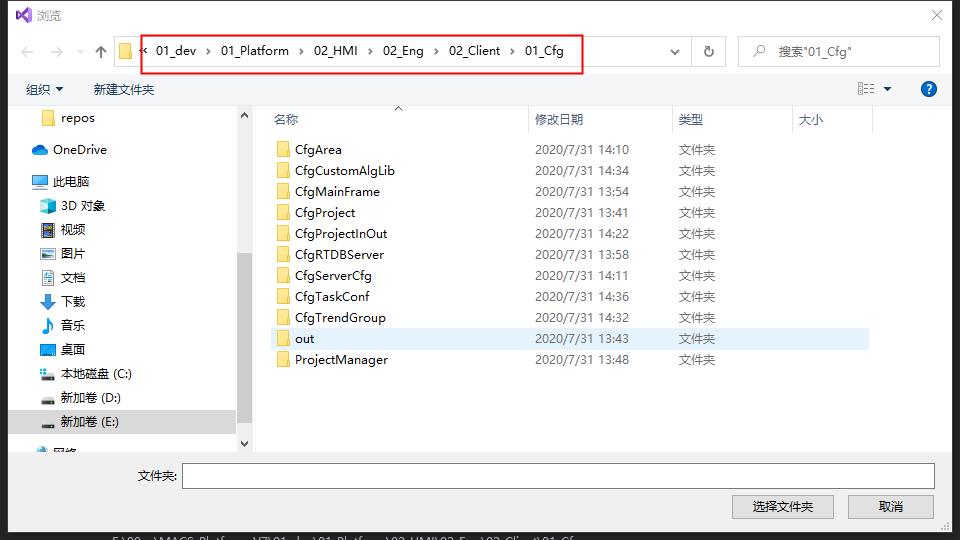 浏览
« 01_dev › 01_Platform › 02_HMI › 02_Eng › 02_Client › 01_Cfg
搜索"01_Cfg"
组织 新建文件夹
repos
OneDrive
此电脑
3D 对象
视频
图片
文档
下载
音乐
桌面
本地磁盘 (C:)
新加卷 (D:)
新加卷 (E:)
网络
名称 修改日期 类型 大小
CfgArea 2020/7/31 14:10 文件夹
CfgCustomAlgLib 2020/7/31 14:34 文件夹
CfgMainFrame 2020/7/31 13:54 文件夹
CfgProject 2020/7/31 13:41 文件夹
CfgProjectInOut 2020/7/31 14:22 文件夹
CfgRTDBServer 2020/7/31 13:58 文件夹
CfgServerCfg 2020/7/31 14:11 文件夹
CfgTaskConf 2020/7/31 14:36 文件夹
CfgTrendGroup 2020/7/31 14:32 文件夹
out 2020/7/31 13:43 文件夹
ProjectManager 2020/7/31 13:48 文件夹
文件夹:
选择文件夹 取消